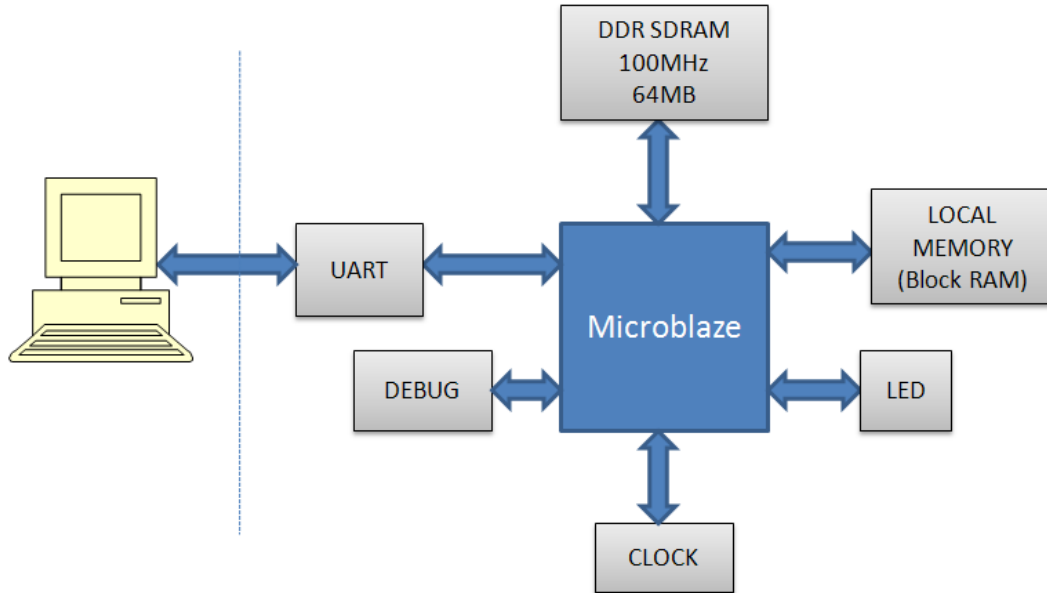 DDR SDRAM
100MHz
64MB
LOCAL
MEMORY
(Block RAM)
UART
Microblaze
DEBUG
LED
CLOCK